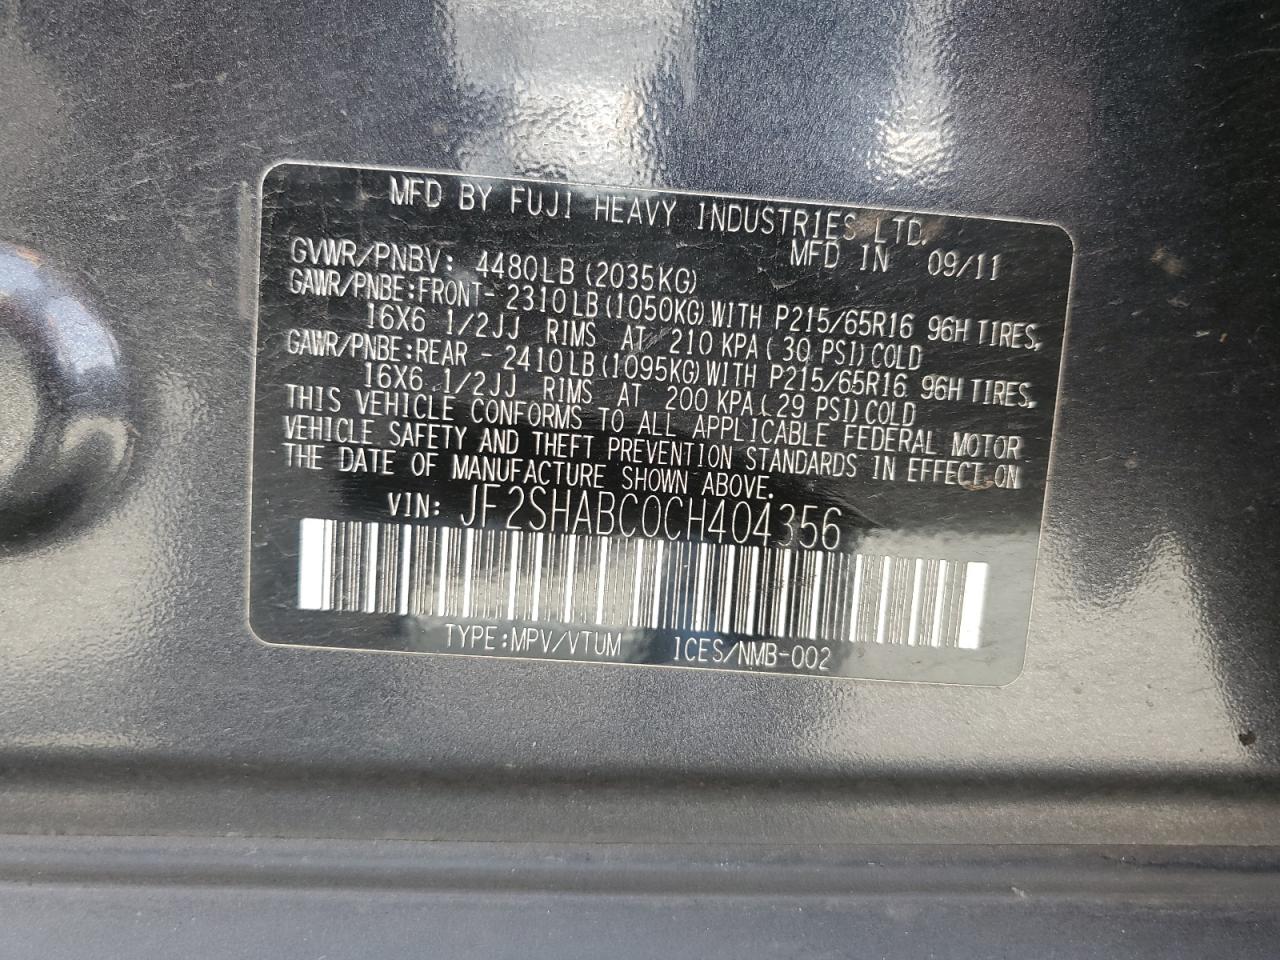 MFD BY FUJI HEAVY INDUSTRIES LTD.
MFD IN 09/11
GVWR/PNBV: 4480LB(2035KG)
GAWR/PNBE:FRONT- 2310LB(1050KG)WITH P215/65R16 96H TIRES,
16X6 1/2JJ RIMS AT 210 KPA(30 PSI)COLD
GAWR/PNBE:REAR - 2410LB(1095KG)WITH P215/65R16 96H TIRES,
16X6 1/2JJ RIMS AT 200 KPA(29 PSI)COLD
THIS VEHICLE CONFORMS TO ALL APPLICABLE FEDERAL MOTOR
VEHICLE SAFETY AND THEFT PREVENTION STANDARDS IN EFFECT ON
THE DATE OF MANUFACTURE SHOWN ABOVE.
VIN: JF2SHABC0CH404356
TYPE:MPV/VTUM ICES/NMB-002